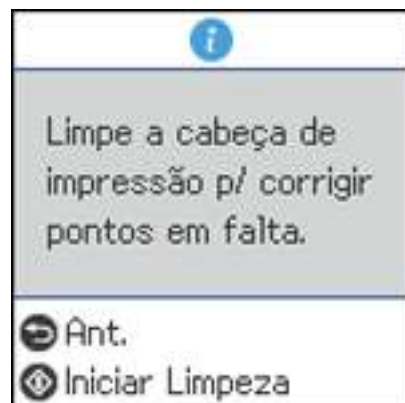 Limpe a cabeça de
impressão p/ corrigir
pontos em falta.
Ant.
Iniciar Limpeza